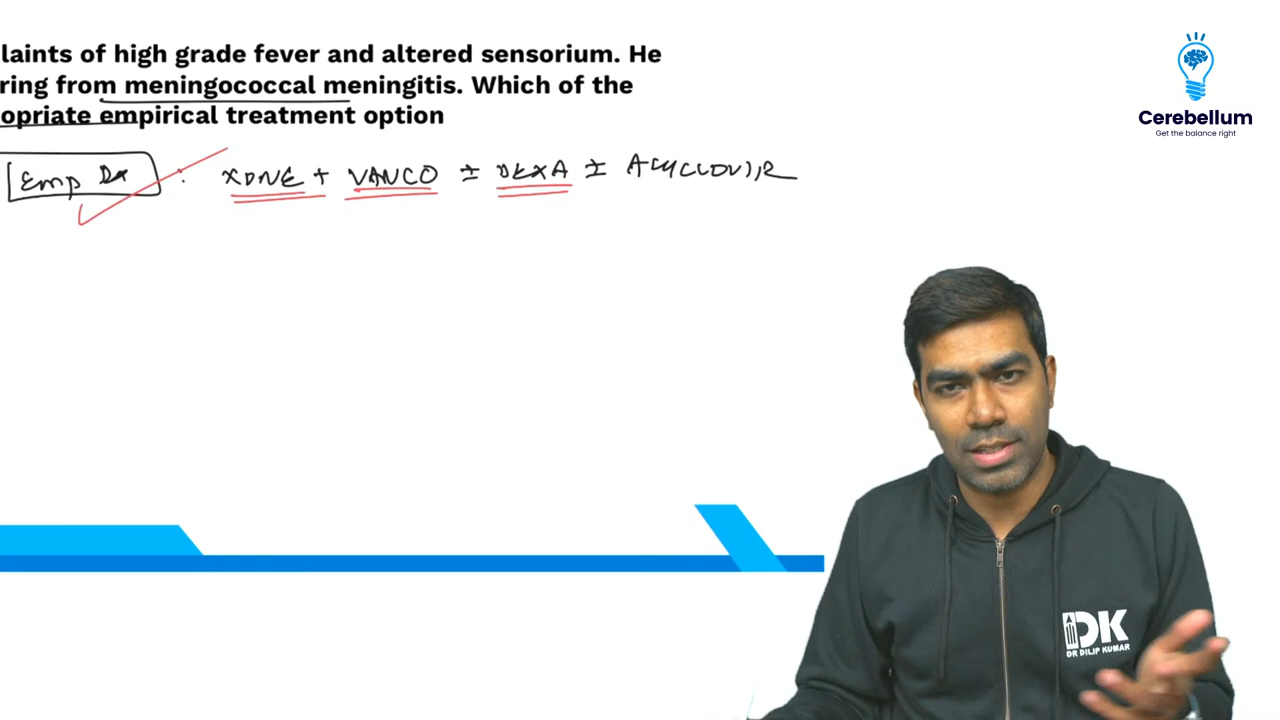 laints of high grade fever and altered sensorium. He
ring from meningococcal meningitis. Which of the
opriate empirical treatment option
Emp Dx : XONE + VANCO ± DEXA ± ACYCLOVIR
Cerebellum
Get the balance right
DK
DR DILIP KUMAR